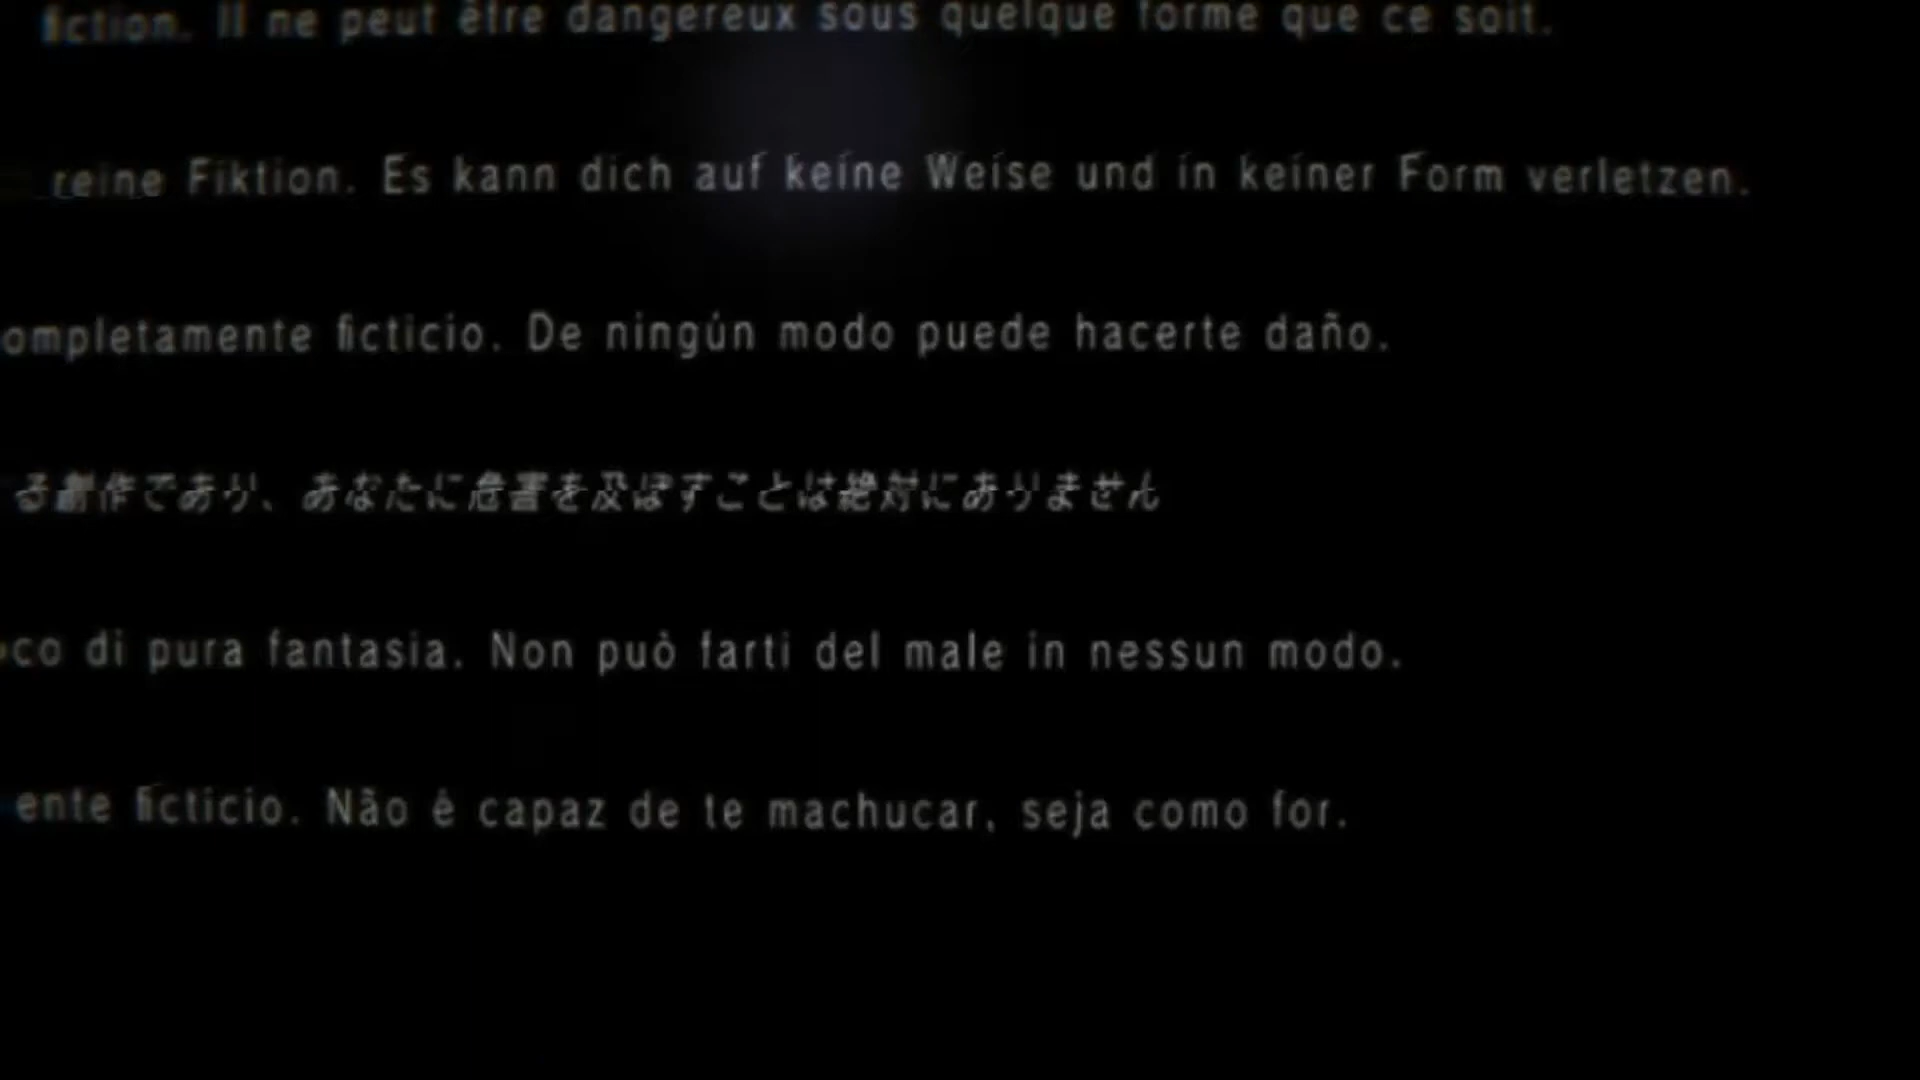 fiction. Il ne peut être dangereux sous quelque forme que ce soit.
reine Fiktion. Es kann dich auf keine Weise und in keiner Form verletzen.
ompletamente ficticio. De ningún modo puede hacerte daño.
る創作であり、あなたに危害を及ぼすことは絶対にありません
co di pura fantasia. Non può farti del male in nessun modo.
ente fictício. Não é capaz de te machucar, seja como for.